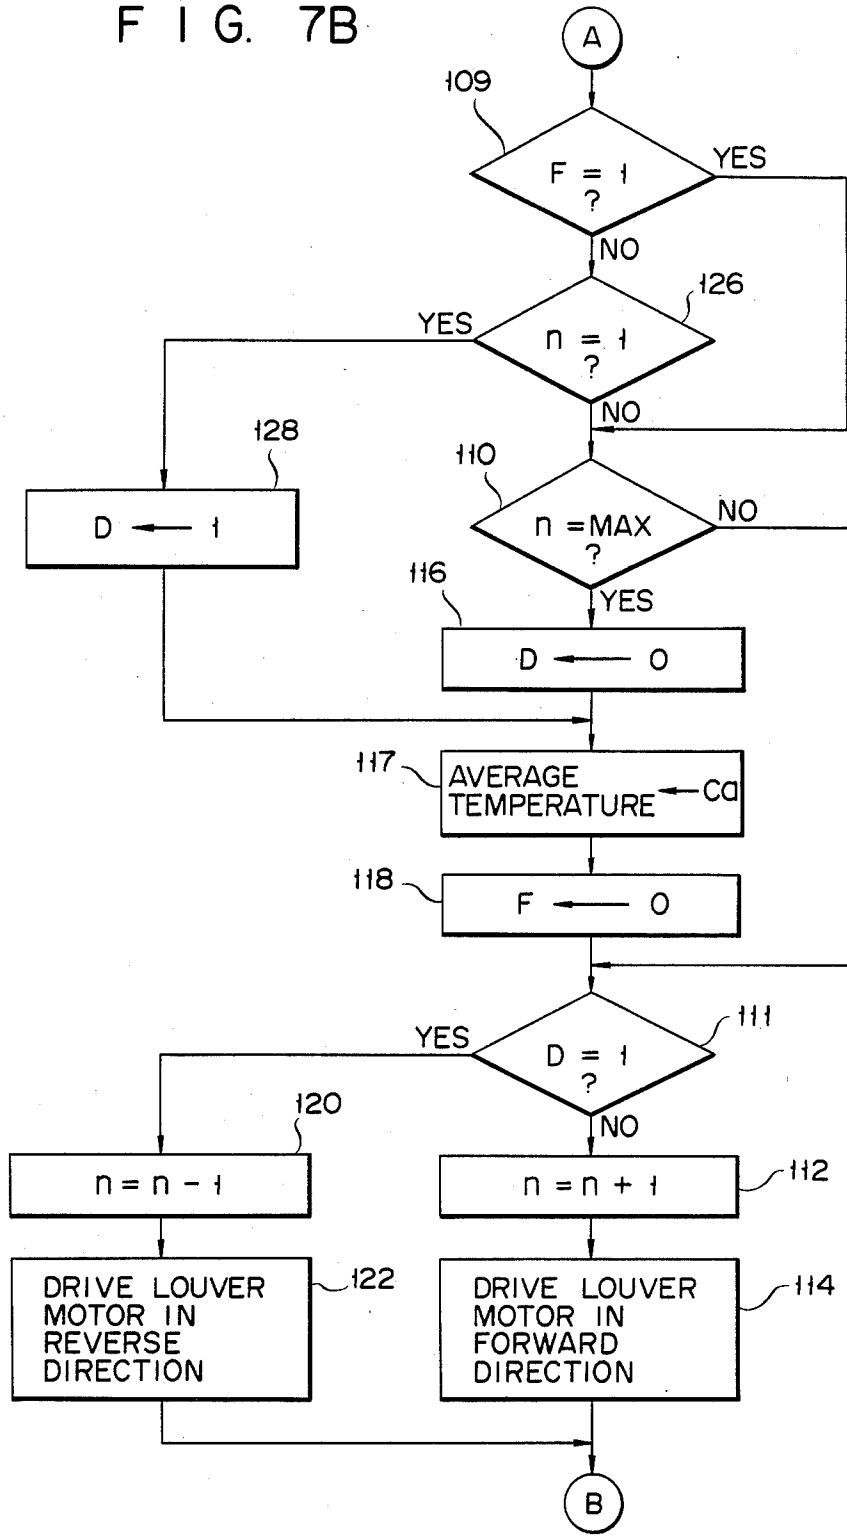 FIG. 7B
A
109
F = 1
?
YES
NO
126
n = 1
?
YES
NO
128
D ← 1
110
n = MAX
?
NO
YES
116
D ← 0
117
AVERAGE
TEMPERATURE ← Ca
118
F ← 0
111
D = 1
?
YES
NO
120
n = n - 1
112
n = n + 1
122
DRIVE LOUVER
MOTOR IN
REVERSE
DIRECTION
114
DRIVE LOUVER
MOTOR IN
FORWARD
DIRECTION
B